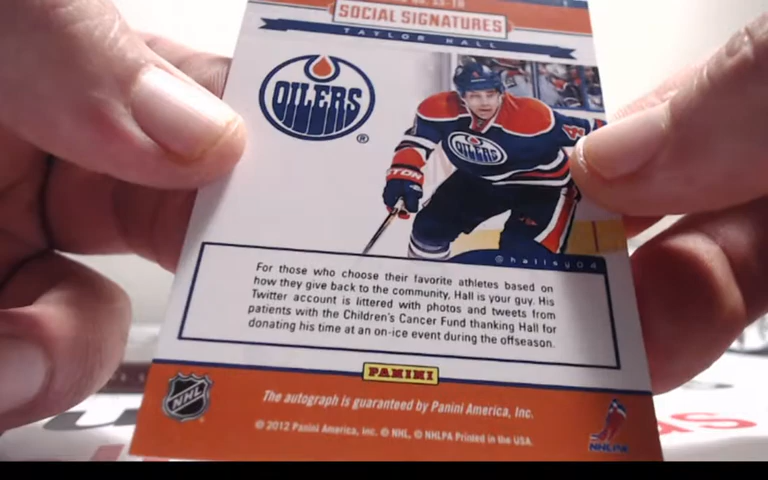 SOCIAL SIGNATURES
TAYLOR HALL
OILERS
®
OILERS
4
@hallsy04
For those who choose their favorite athletes based on
how they give back to the community, Hall is your guy. His
Twitter account is littered with photos and tweets from
patients with the Children's Cancer Fund thanking Hall for
donating his time at an on-ice event during the offseason.
PANINI
NHL
The autograph is guaranteed by Panini America, Inc.
© 2012 Panini America, Inc. © NHL, © NHLPA Printed in the USA.
NHLPA